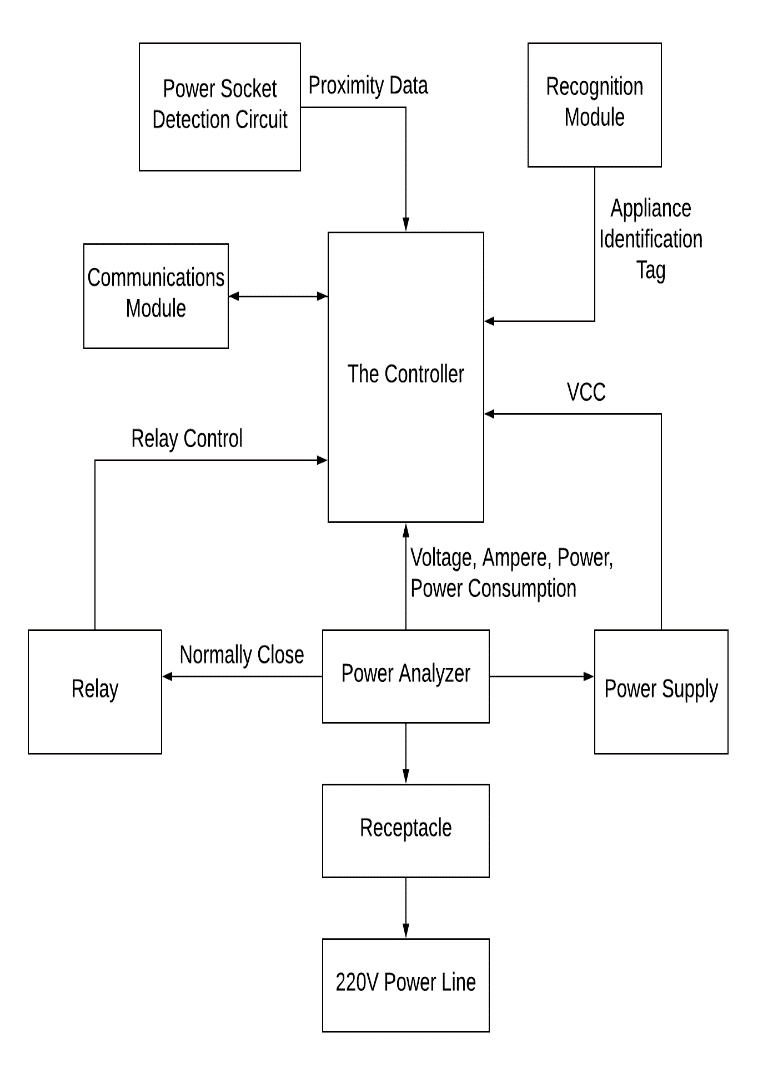 Power Socket
Detection Circuit
Proximity Data
Recognition
Module
Appliance
Identification
Tag
Communications
Module
The Controller
VCC
Relay Control
Voltage, Ampere, Power,
Power Consumption
Relay
Normally Close
Power Analyzer
Power Supply
Receptacle
220V Power Line